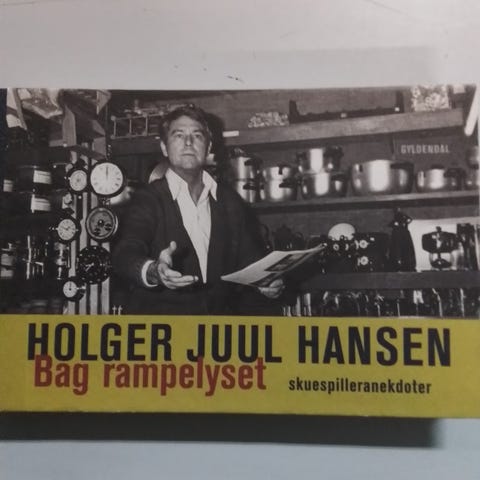 GYLDENDAL
HOLGER JUUL HANSEN
Bag rampelyset
skuespilleranekdoter